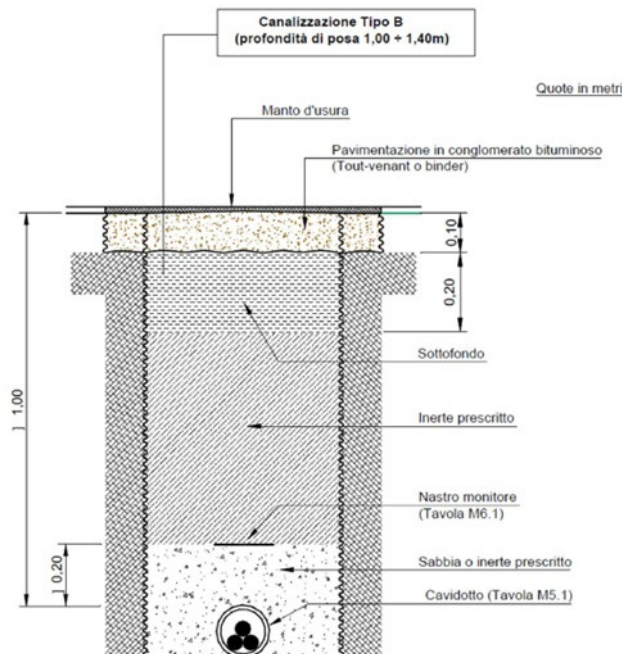 Canalizzazione Tipo B
(profondità di posa 1,00 ÷ 1,40m)
Quote in metri
Manto d'usura
Pavimentazione in conglomerato bituminoso
(Tout-venant o binder)
0,10
0,20
Sottofondo
] 1,00
Inerte prescritto
Nastro monitore
(Tavola M6.1)
] 0,20
Sabbia o inerte prescritto
Cavidotto (Tavola M5.1)